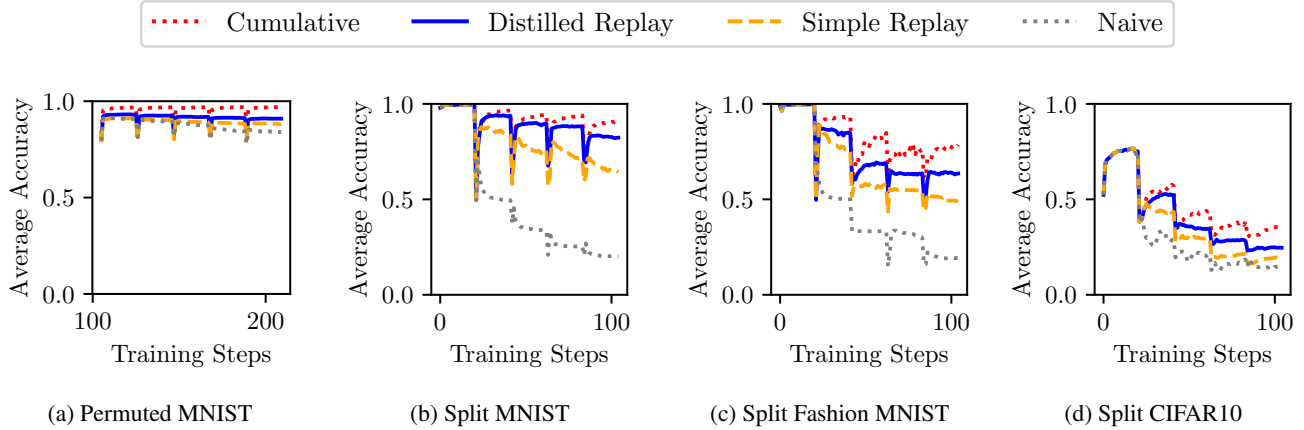 Cumulative Distilled Replay Simple Replay Naive
Average Accuracy
1.0
0.5
0.0
100 200
Training Steps
(a) Permuted MNIST
Average Accuracy
1.0
0.5
0.0
0 100
Training Steps
(b) Split MNIST
Average Accuracy
1.0
0.5
0.0
0 100
Training Steps
(c) Split Fashion MNIST
Average Accuracy
1.0
0.5
0.0
0 100
Training Steps
(d) Split CIFAR10